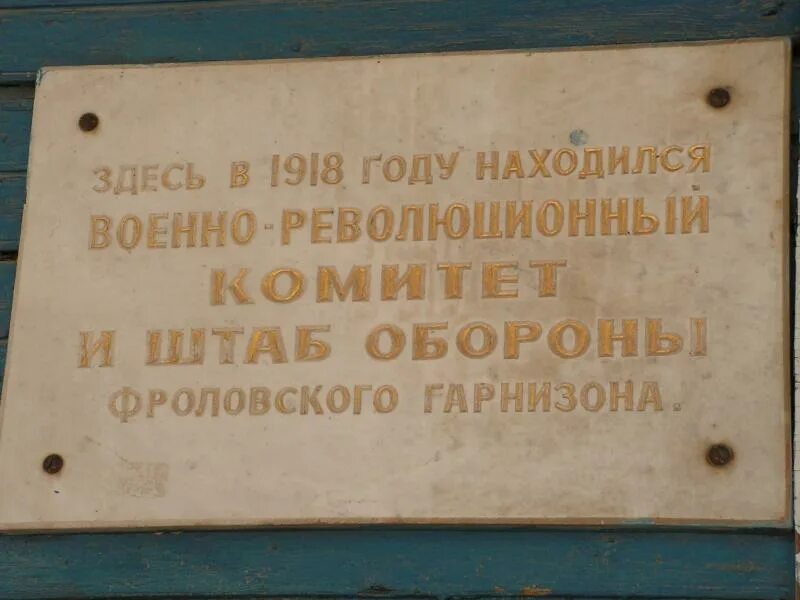 ЗДЕСЬ В 1918 ГОДУ НАХОДИЛСЯ
ВОЕННО-РЕВОЛЮЦИОННЫЙ
КОМИТЕТ
И ШТАБ ОБОРОНЫ
ФРОЛОВСКОГО ГАРНИЗОНА.